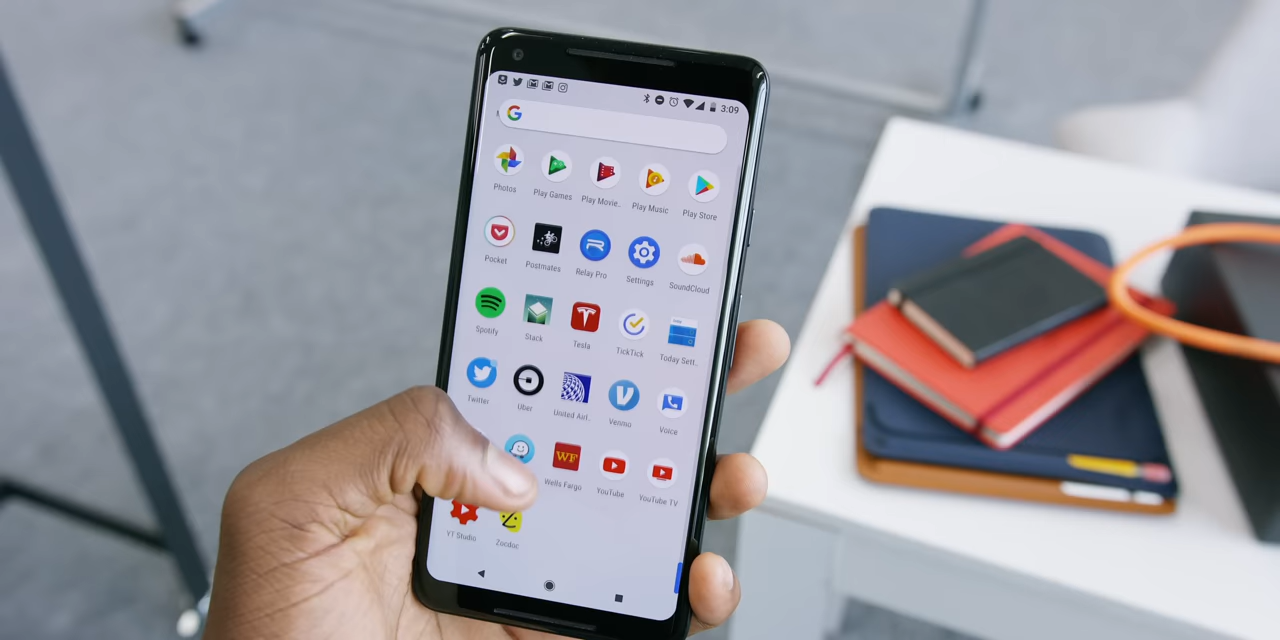 3:09
G
Photos Play Games Play Movie.. Play Music Play Store
Pocket Postmates Relay Pro Settings SoundCloud
Spotify Stack Tesla TickTick Today Sett..
Twitter Uber United Airl.. Venmo Voice
WF
Wells Fargo YouTube YouTube TV
YT Studio Zocdoc